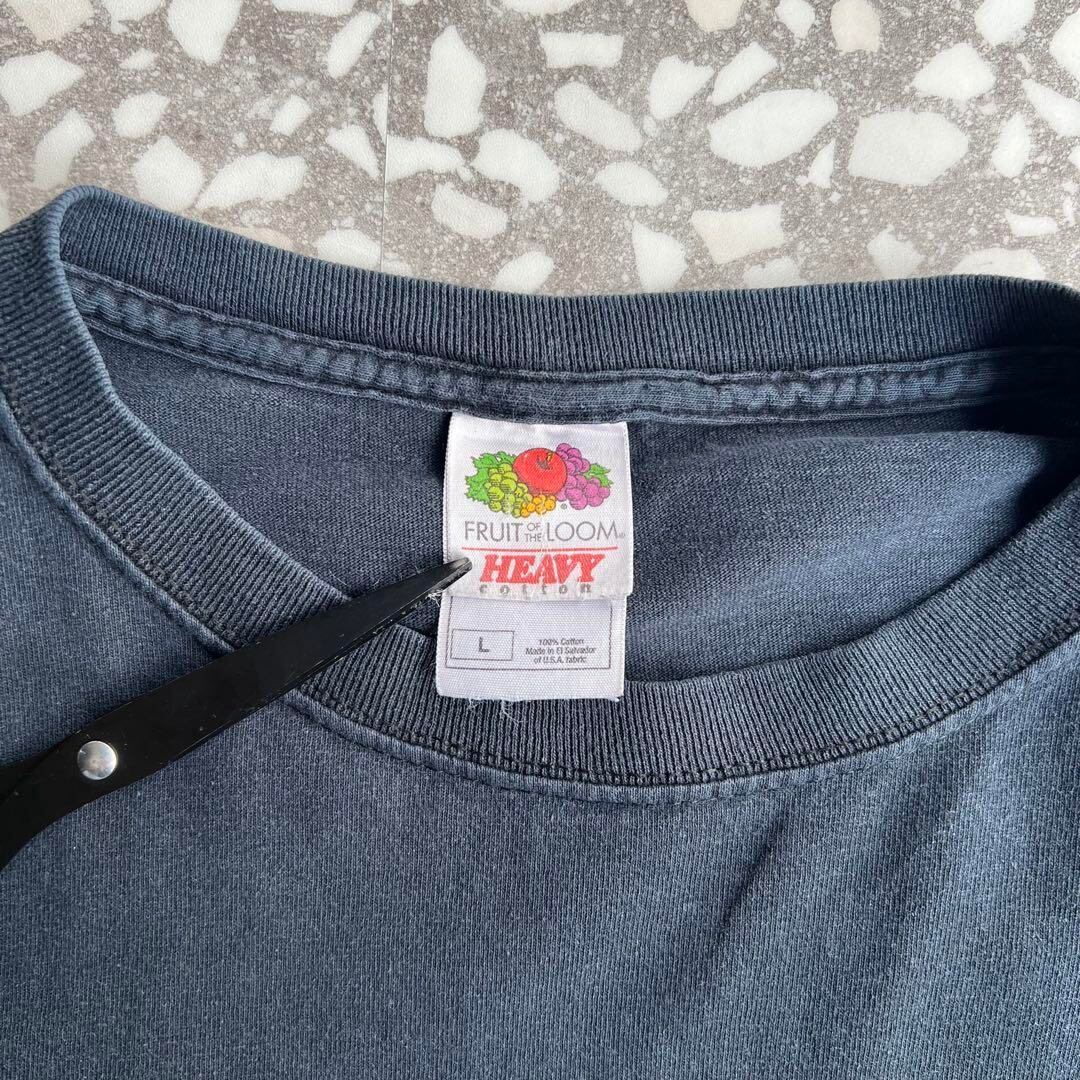 FRUIT OF THE LOOM®
HEAVY
cotton
L
100% Cotton
Made in El Salvador
of U.S.A. fabric